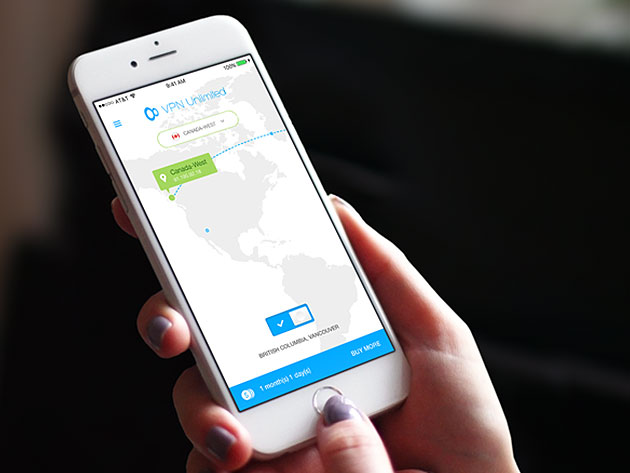 AT&T
9:41 AM
100%
VPN Unlimited
CANADA-WEST
Canada-West
BRITISH COLUMBIA, VANCOUVER
1 month(s) 1 day(s)
BUY MORE